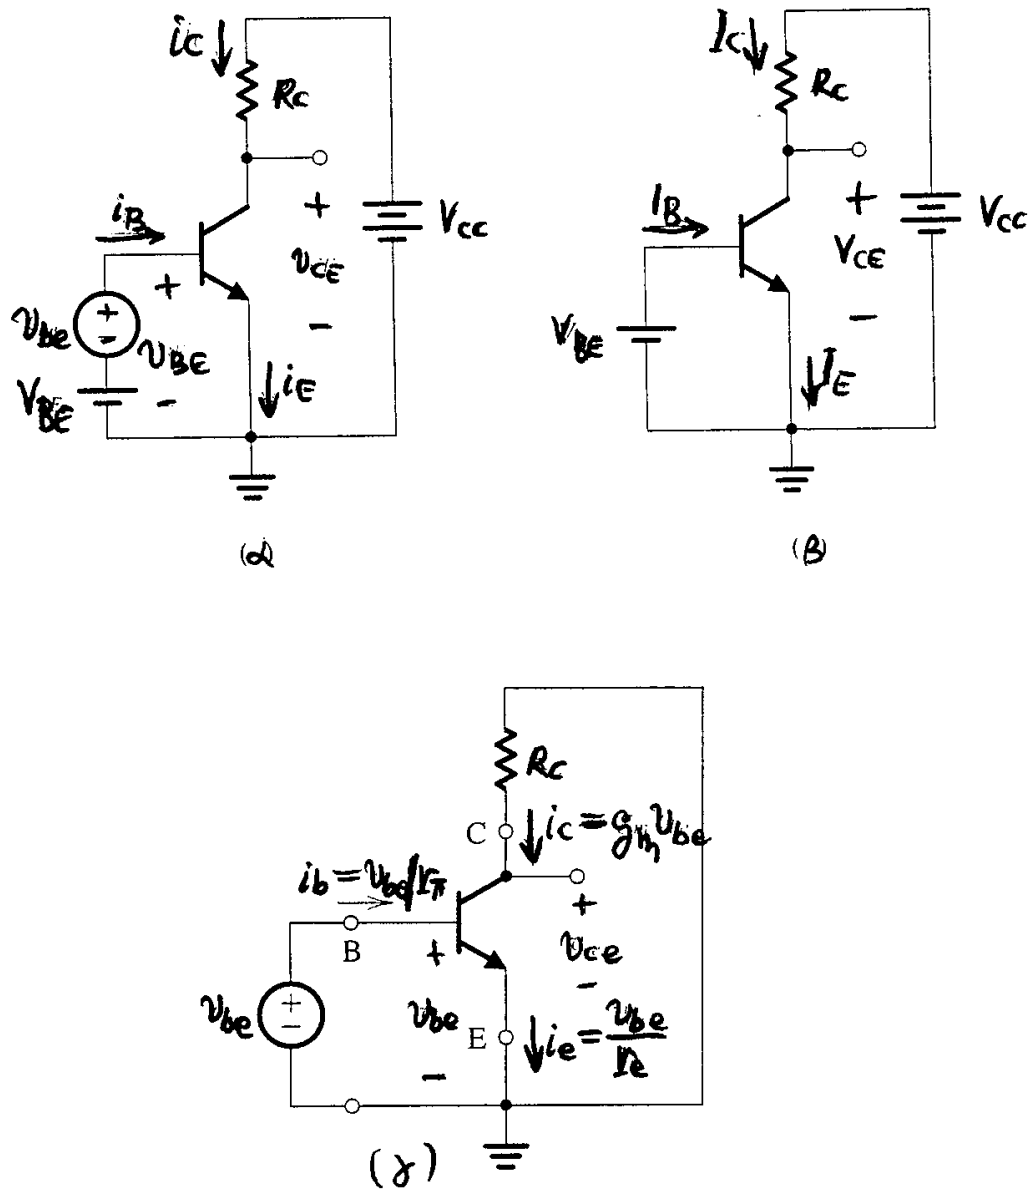 iC
RC
iB
+
vCE
−
VCC
vbe
+
−
+
vBE
−
VBE
iE
(α)
IC
RC
IB
+
VCE
−
VCC
VBE
IE
(β)
RC
C
ic = gm vbe
ib = vbe/rπ
B
+
vce
−
vbe
+
−
+
vbe
−
E
ie = vbe/re
(γ)